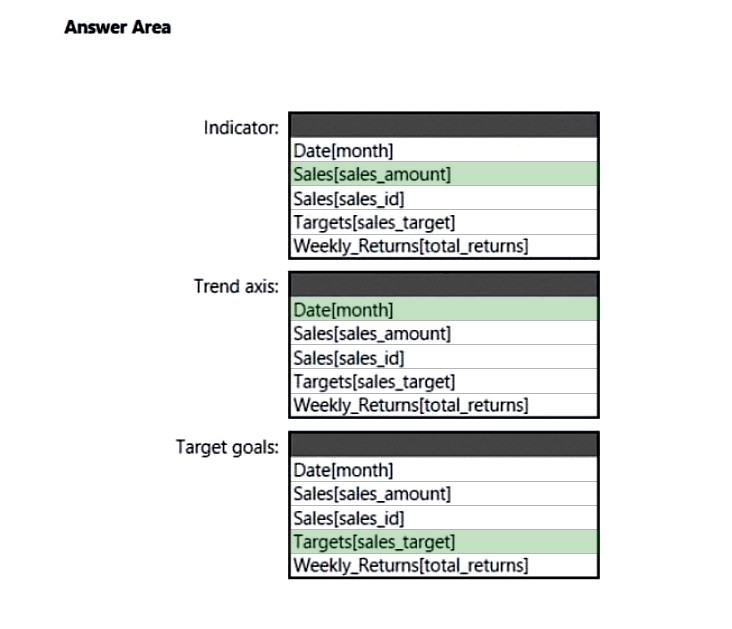 Answer Area
Indicator:
Date[month]
Sales[sales_amount]
Sales[sales_id]
Targets[sales_target]
Weekly_Returns[total_returns]
Trend axis:
Date[month]
Sales[sales_amount]
Sales[sales_id]
Targets[sales_target]
Weekly_Returns[total_returns]
Target goals:
Date[month]
Sales[sales_amount]
Sales[sales_id]
Targets[sales_target]
Weekly_Returns[total_returns]